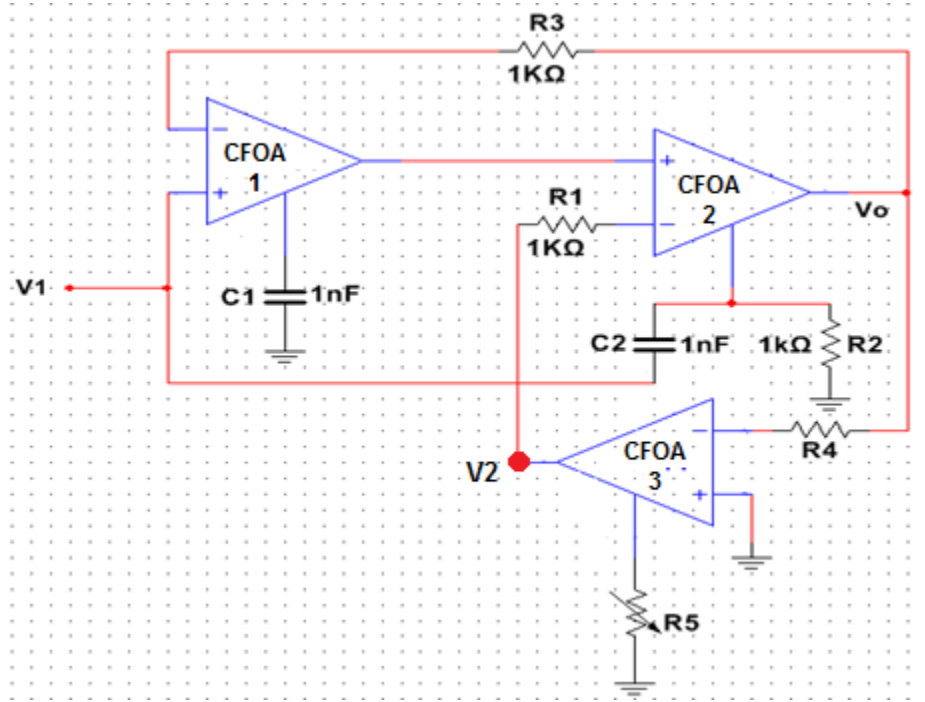 R3
1KΩ
CFOA
1
−
+
CFOA
2
+
−
Vo
R1
1KΩ
V1
C1
1nF
C2
1nF
1kΩ
R2
R4
CFOA
3
−
+
V2
R5